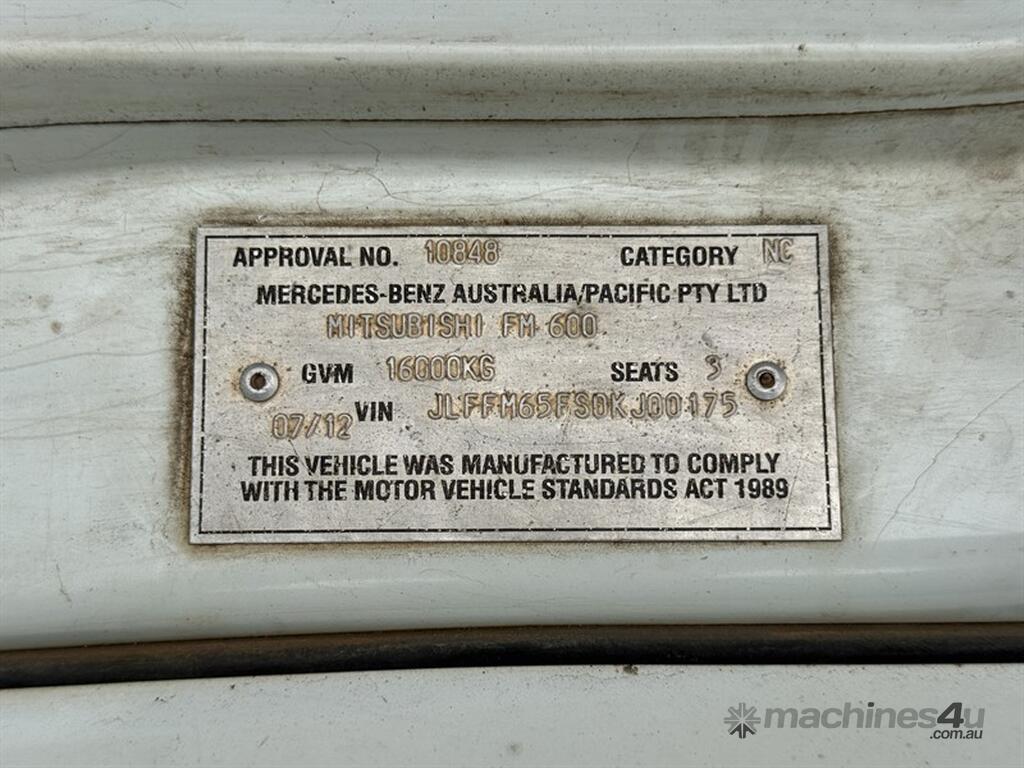 APPROVAL NO. 10848 CATEGORY NC
MERCEDES-BENZ AUSTRALIA/PACIFIC PTY LTD
MITSUBISHI FM 600
GVM 16000KG SEATS 3
07/12 VIN JLFFM65FS0KJ00175
THIS VEHICLE WAS MANUFACTURED TO COMPLY
WITH THE MOTOR VEHICLE STANDARDS ACT 1989
machines4u
.com.au